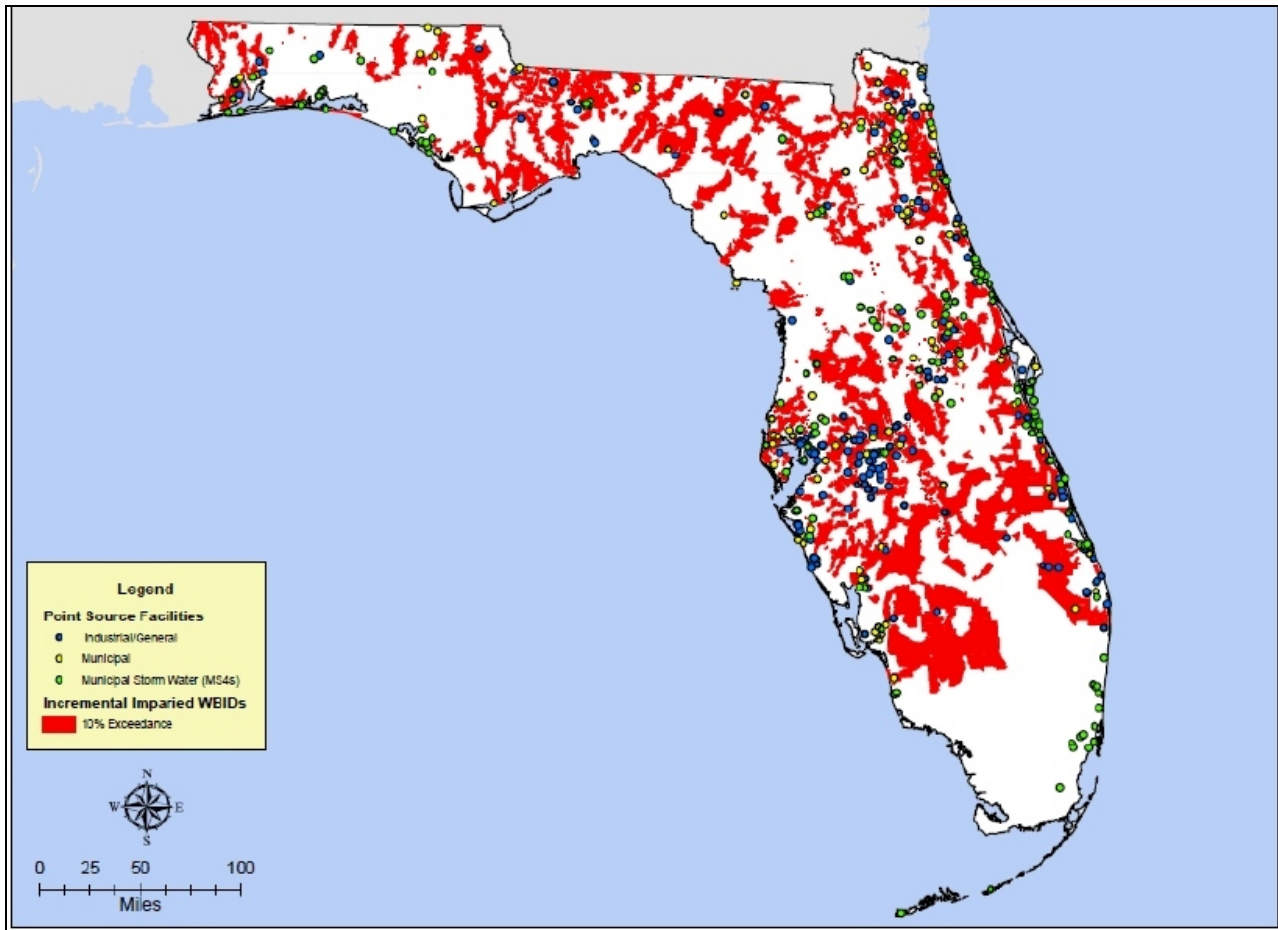 Legend
Point Source Facilities
Industrial/General
Municipal
Municipal Storm Water (MS4s)
Incremental Imparied WBIDs
10% Exceedance
N
W E
S
0 25 50 100
Miles